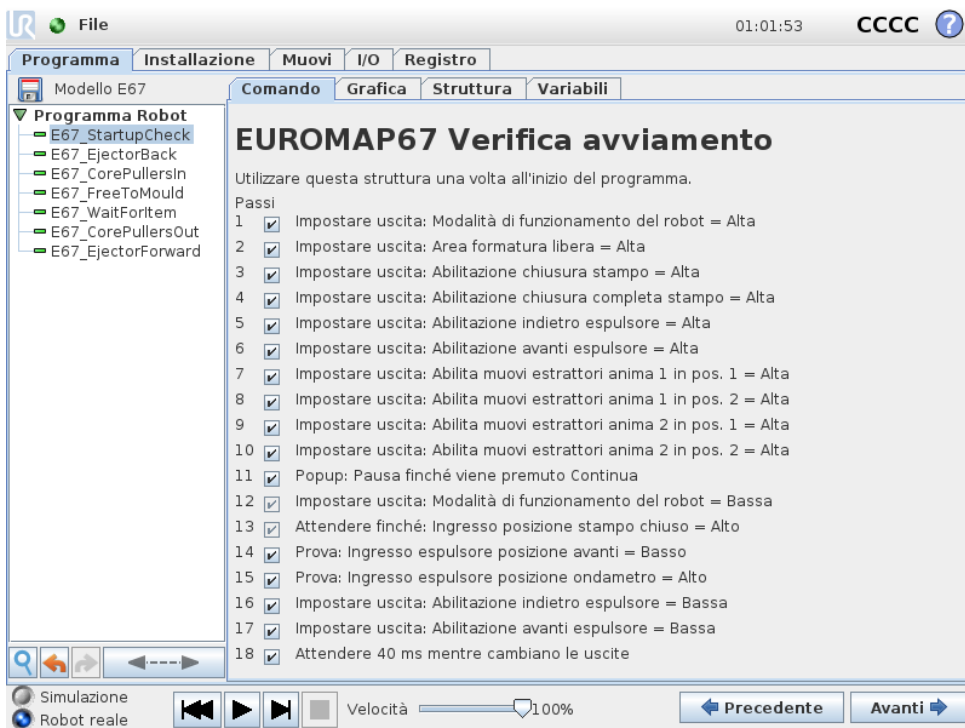 UR File 01:01:53 CCCC ?
Programma Installazione Muovi I/O Registro
Modello E67 Comando Grafica Struttura Variabili
Programma Robot
E67_StartupCheck
E67_EjectorBack
E67_CorePullersIn
E67_FreeToMould
E67_WaitForItem
E67_CorePullersOut
E67_EjectorForward
EUROMAP67 Verifica avviamento
Utilizzare questa struttura una volta all'inizio del programma.
Passi
1 Impostare uscita: Modalità di funzionamento del robot = Alta
2 Impostare uscita: Area formatura libera = Alta
3 Impostare uscita: Abilitazione chiusura stampo = Alta
4 Impostare uscita: Abilitazione chiusura completa stampo = Alta
5 Impostare uscita: Abilitazione indietro espulsore = Alta
6 Impostare uscita: Abilitazione avanti espulsore = Alta
7 Impostare uscita: Abilita muovi estrattori anima 1 in pos. 1 = Alta
8 Impostare uscita: Abilita muovi estrattori anima 1 in pos. 2 = Alta
9 Impostare uscita: Abilita muovi estrattori anima 2 in pos. 1 = Alta
10 Impostare uscita: Abilita muovi estrattori anima 2 in pos. 2 = Alta
11 Popup: Pausa finché viene premuto Continua
12 Impostare uscita: Modalità di funzionamento del robot = Bassa
13 Attendere finché: Ingresso posizione stampo chiuso = Alto
14 Prova: Ingresso espulsore posizione avanti = Basso
15 Prova: Ingresso espulsore posizione ondametro = Alto
16 Impostare uscita: Abilitazione indietro espulsore = Bassa
17 Impostare uscita: Abilitazione avanti espulsore = Bassa
18 Attendere 40 ms mentre cambiano le uscite
Simulazione
Robot reale
Velocità 100%
Precedente
Avanti